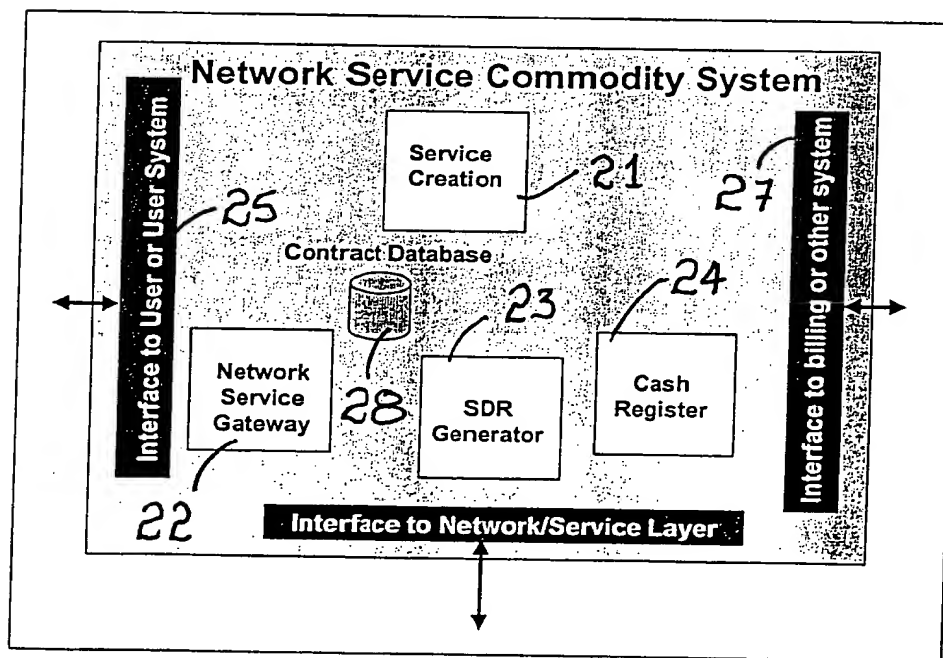 Network Service Commodity System
Interface to User or User System
25
Service
Creation
21
27
Interface to billing or other system
Contract Database
28
23
24
Network
Service
Gateway
22
SDR
Generator
Cash
Register
Interface to Network/Service Layer